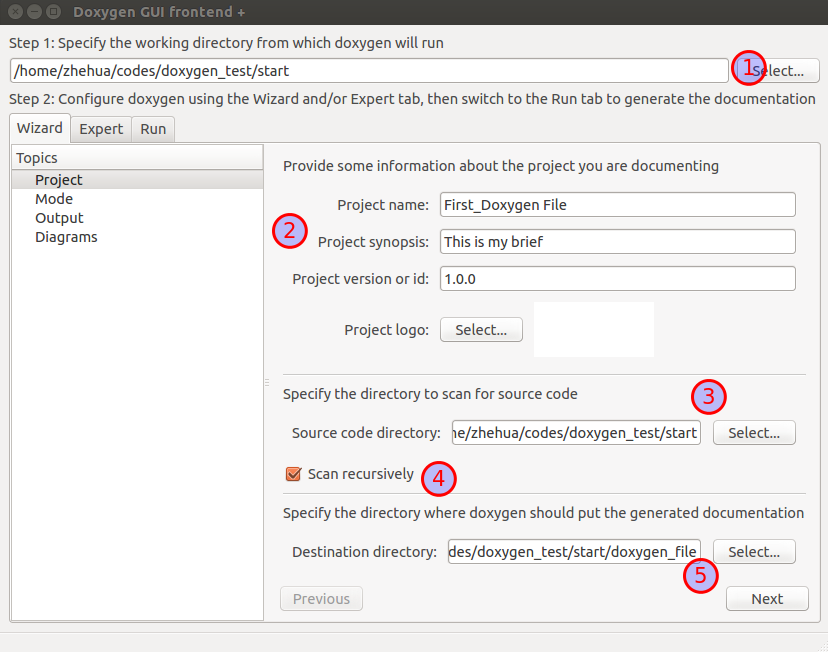 Doxygen GUI frontend +
Step 1: Specify the working directory from which doxygen will run
/home/zhehua/codes/doxygen_test/start
1
Select...
Step 2: Configure doxygen using the Wizard and/or Expert tab, then switch to the Run tab to generate the documentation
Wizard Expert Run
Topics
Project
Mode
Output
Diagrams
Provide some information about the project you are documenting
Project name: First_Doxygen File
2
Project synopsis: This is my brief
Project version or id: 1.0.0
Project logo: Select...
Specify the directory to scan for source code
3
Source code directory: ne/zhehua/codes/doxygen_test/start Select...
Scan recursively
4
Specify the directory where doxygen should put the generated documentation
Destination directory: des/doxygen_test/start/doxygen_file Select...
5
Previous Next